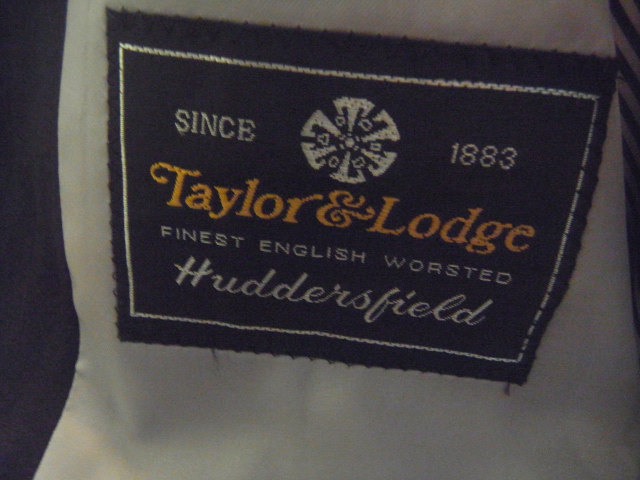 SINCE 1883
Taylor & Lodge
FINEST ENGLISH WORSTED
Huddersfield